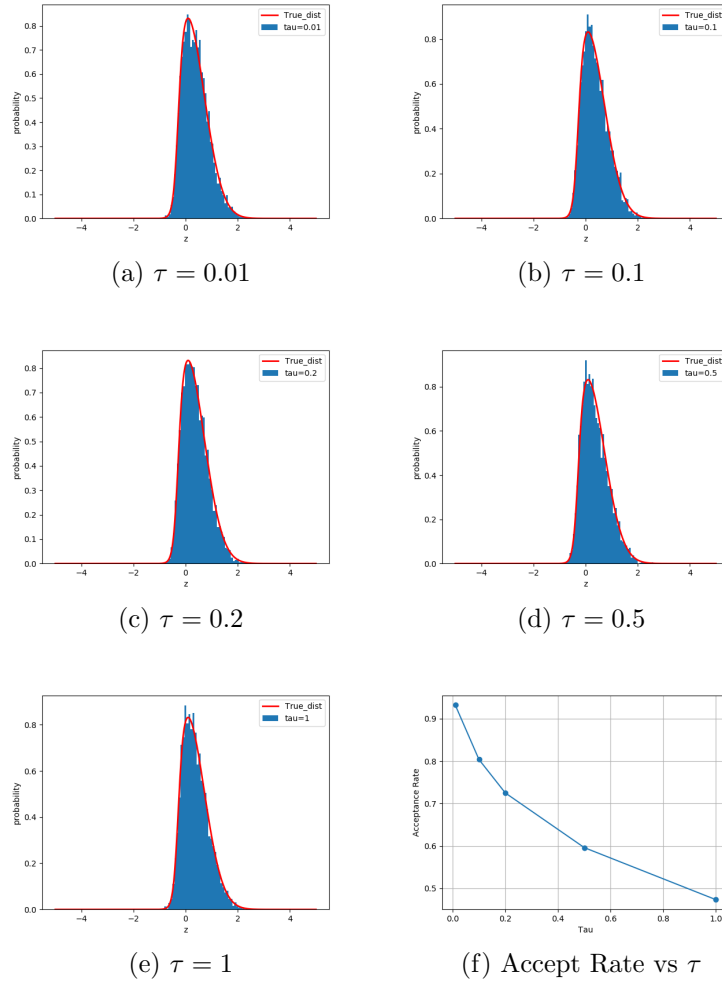 0.8
0.7
0.6
0.5
0.4
0.3
0.2
0.1
0.0
probability
−4 −2 0 2 4
z
True_dist
tau=0.01
(a) τ = 0.01
0.8
0.6
0.4
0.2
0.0
probability
−4 −2 0 2 4
z
True_dist
tau=0.1
(b) τ = 0.1
0.8
0.7
0.6
0.5
0.4
0.3
0.2
0.1
0.0
probability
−4 −2 0 2 4
z
True_dist
tau=0.2
(c) τ = 0.2
0.8
0.6
0.4
0.2
0.0
probability
−4 −2 0 2 4
z
True_dist
tau=0.5
(d) τ = 0.5
0.8
0.6
0.4
0.2
0.0
probability
−4 −2 0 2 4
z
True_dist
tau=1
(e) τ = 1
0.9
0.8
0.7
0.6
0.5
Acceptance Rate
0.0 0.2 0.4 0.6 0.8 1.0
Tau
(f) Accept Rate vs τ